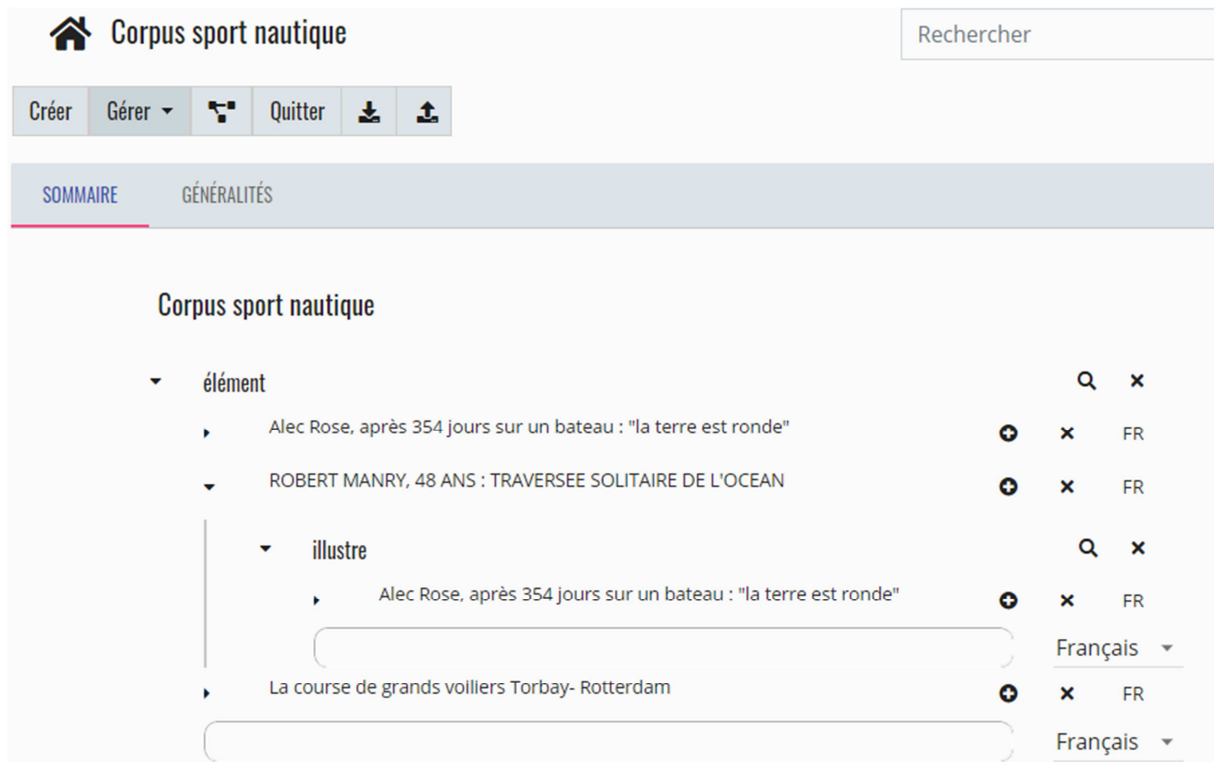 Corpus sport nautique
Rechercher
Créer Gérer Quitter
SOMMAIRE GÉNÉRALITÉS
Corpus sport nautique
élément
Alec Rose, après 354 jours sur un bateau : "la terre est ronde" FR
ROBERT MANRY, 48 ANS : TRAVERSEE SOLITAIRE DE L'OCEAN FR
illustre
Alec Rose, après 354 jours sur un bateau : "la terre est ronde" FR
Français
La course de grands voiliers Torbay- Rotterdam FR
Français